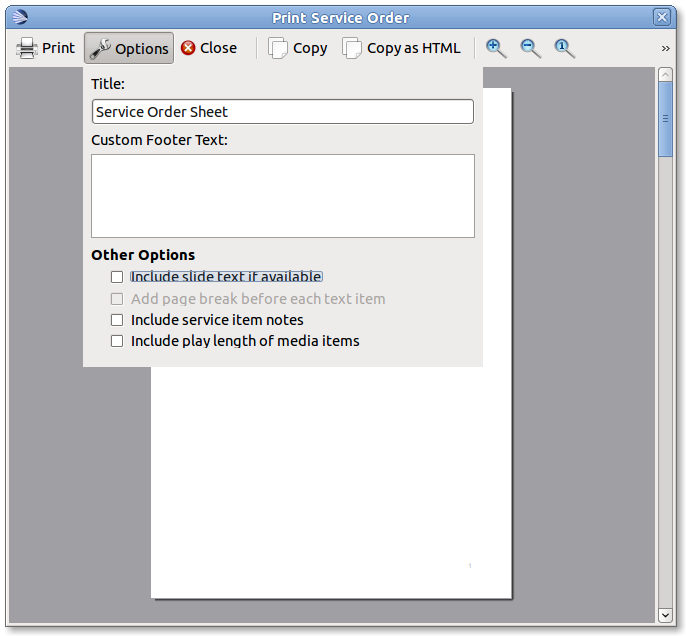 Print Service Order
Print Options Close Copy Copy as HTML »
Title:
Service Order Sheet
Custom Footer Text:
Other Options
Include slide text if available
Add page break before each text item
Include service item notes
Include play length of media items
1